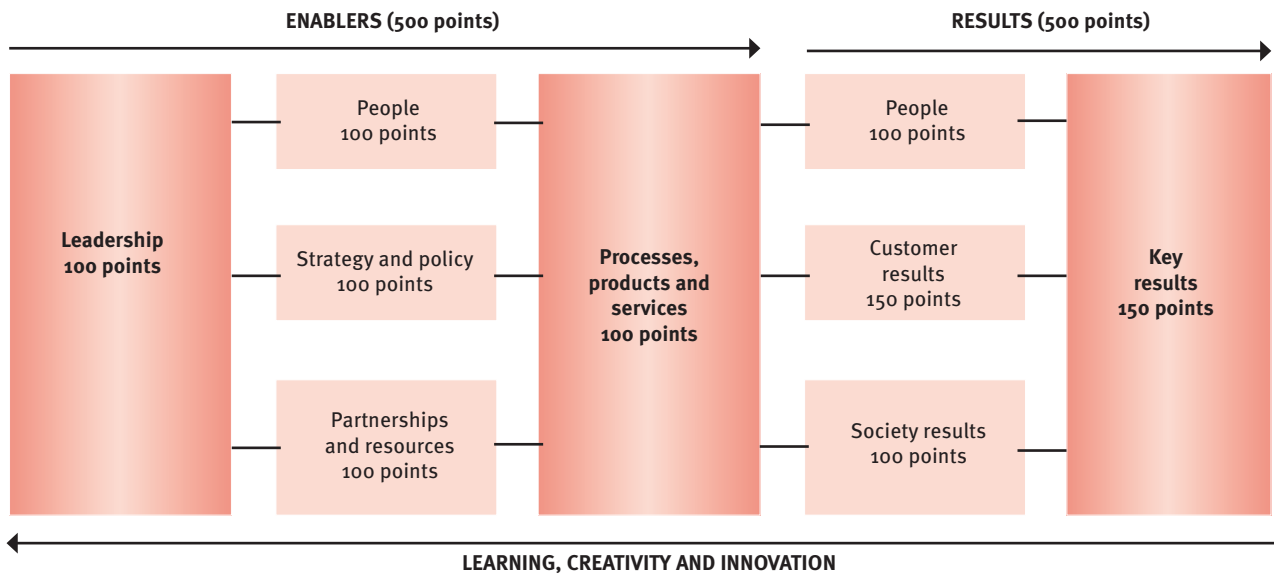 ENABLERS (500 points)
RESULTS (500 points)
Leadership
100 points
People
100 points
Strategy and policy
100 points
Partnerships
and resources
100 points
Processes,
products and
services
100 points
People
100 points
Customer
results
150 points
Society results
100 points
Key
results
150 points
LEARNING, CREATIVITY AND INNOVATION